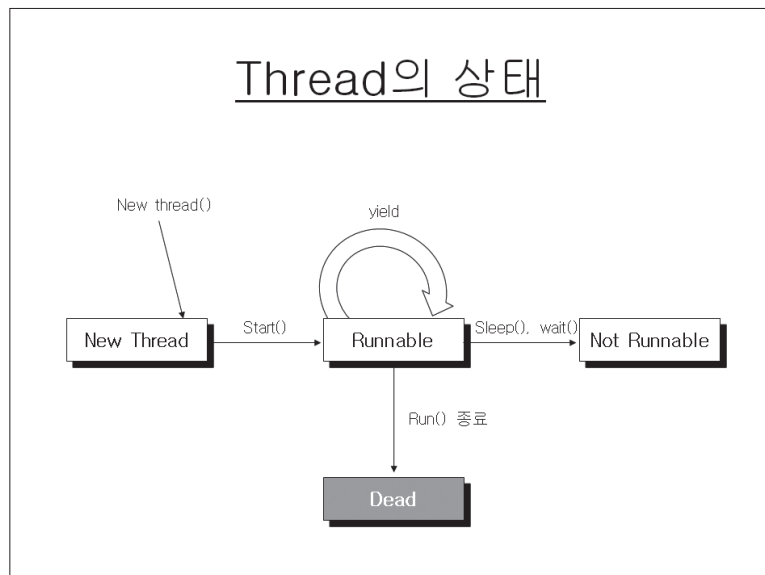 Thread의 상태
New thread()
yield
New Thread
Start()
Runnable
Sleep(), wait()
Not Runnable
Run() 종료
Dead